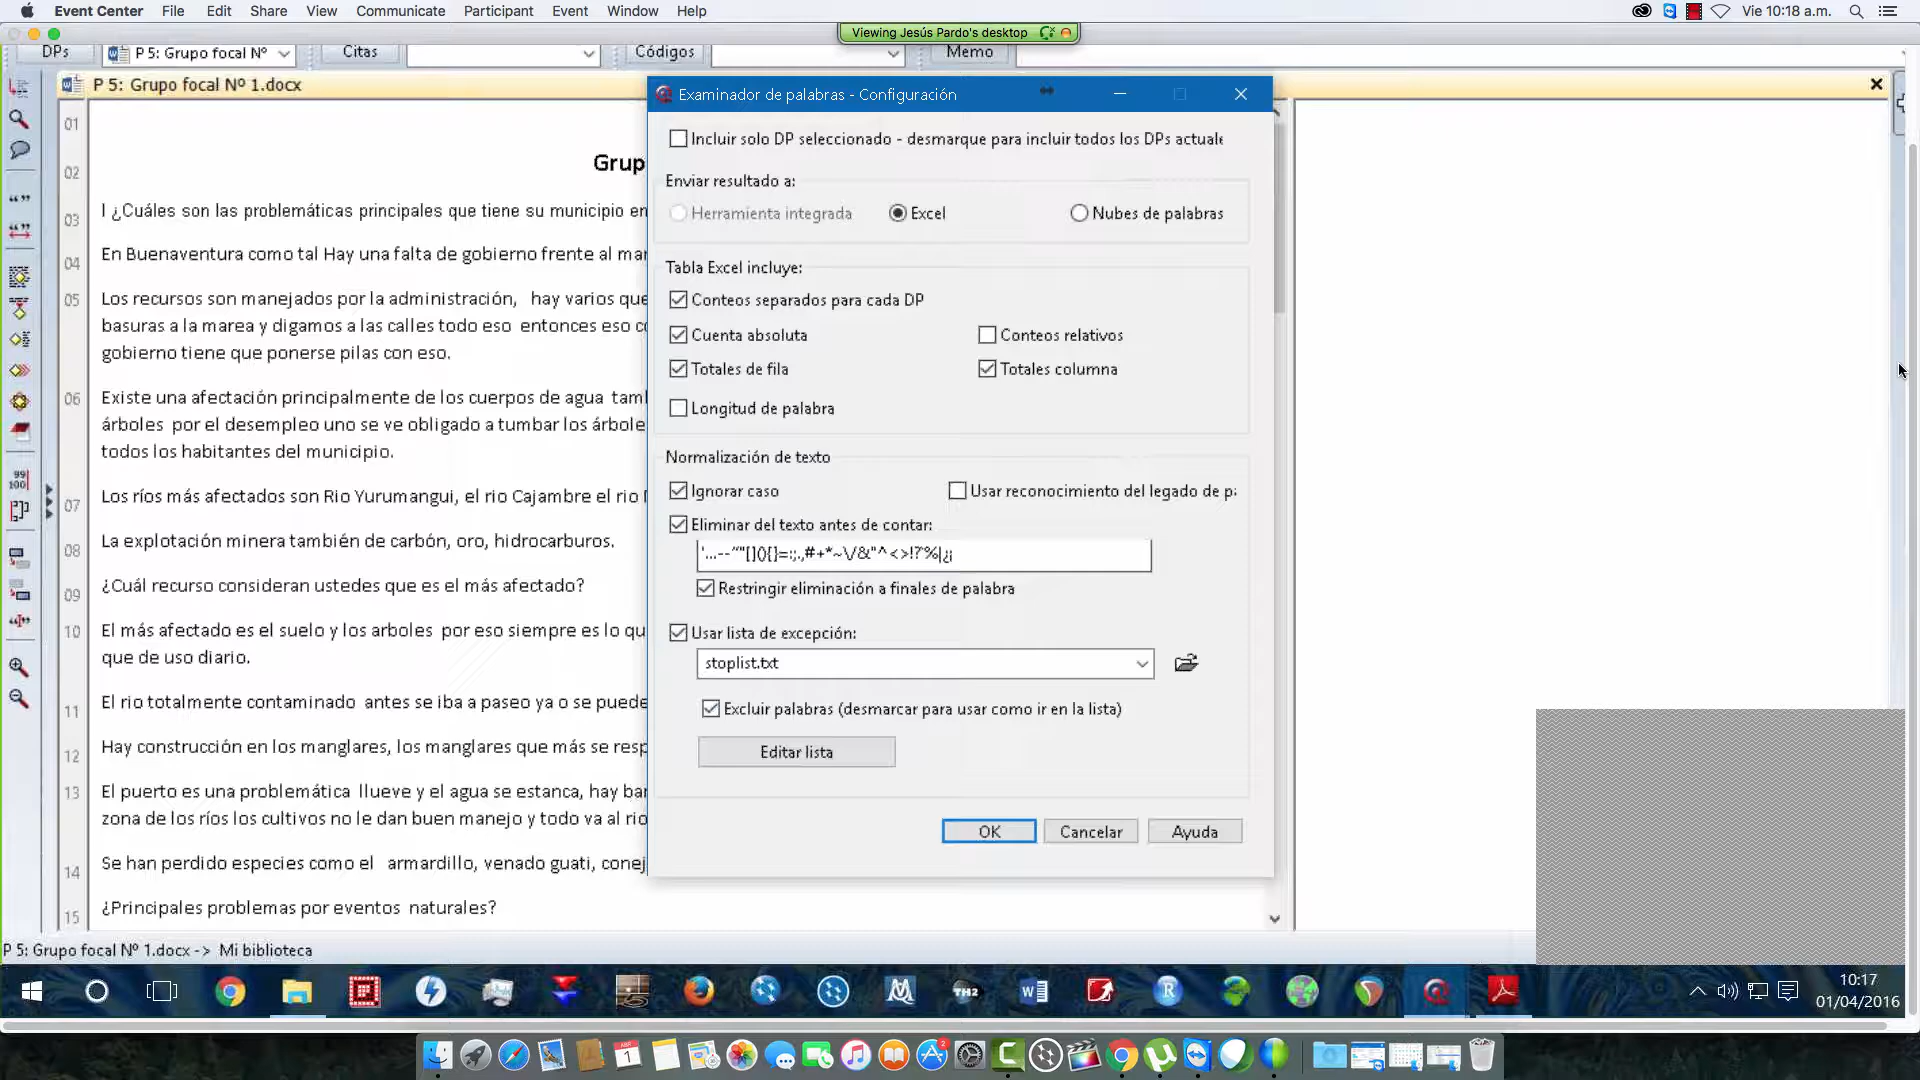 Event Center File Edit Share View Communicate Participant Event Window Help Vie 10:18 a.m.
Viewing Jesús Pardo's desktop
DPs P 5: Grupo focal Nº Citas Códigos Memo
P 5: Grupo focal Nº 1.docx
Examinador de palabras - Configuración
01
02 Grup
03 I ¿Cuáles son las problemáticas principales que tiene su municipio en
04 En Buenaventura como tal Hay una falta de gobierno frente al mar
05 Los recursos son manejados por la administración, hay varios que
basuras a la marea y digamos a las calles todo eso entonces eso c
gobierno tiene que ponerse pilas con eso.
06 Existe una afectación principalmente de los cuerpos de agua tam
árboles por el desempleo uno se ve obligado a tumbar los árbole
todos los habitantes del municipio.
07 Los ríos más afectados son Rio Yurumangui, el rio Cajambre el rio
08 La explotación minera también de carbón, oro, hidrocarburos.
09 ¿Cuál recurso consideran ustedes que es el más afectado?
10 El más afectado es el suelo y los arboles por eso siempre es lo qu
que de uso diario.
11 El rio totalmente contaminado antes se iba a paseo ya o se puede
12 Hay construcción en los manglares, los manglares que más se resp
13 El puerto es una problemática llueve y el agua se estanca, hay bar
zona de los ríos los cultivos no le dan buen manejo y todo va al rio
14 Se han perdido especies como el armardillo, venado guati, conej
15 ¿Principales problemas por eventos naturales?
Incluir solo DP seleccionado - desmarque para incluir todos los DPs actuale
Enviar resultado a:
Herramienta integrada Excel Nubes de palabras
Tabla Excel incluye:
Conteos separados para cada DP
Cuenta absoluta Conteos relativos
Totales de fila Totales columna
Longitud de palabra
Normalización de texto
Ignorar caso Usar reconocimiento del legado de pa
Eliminar del texto antes de contar:
'...--“"[](){}=:;.,#+*~\/&"^<>!?'%|¿¡
Restringir eliminación a finales de palabra
Usar lista de excepción:
stoplist.txt
Excluir palabras (desmarcar para usar como ir en la lista)
Editar lista
OK Cancelar Ayuda
P 5: Grupo focal Nº 1.docx -> Mi biblioteca
TH2 10:17
01/04/2016